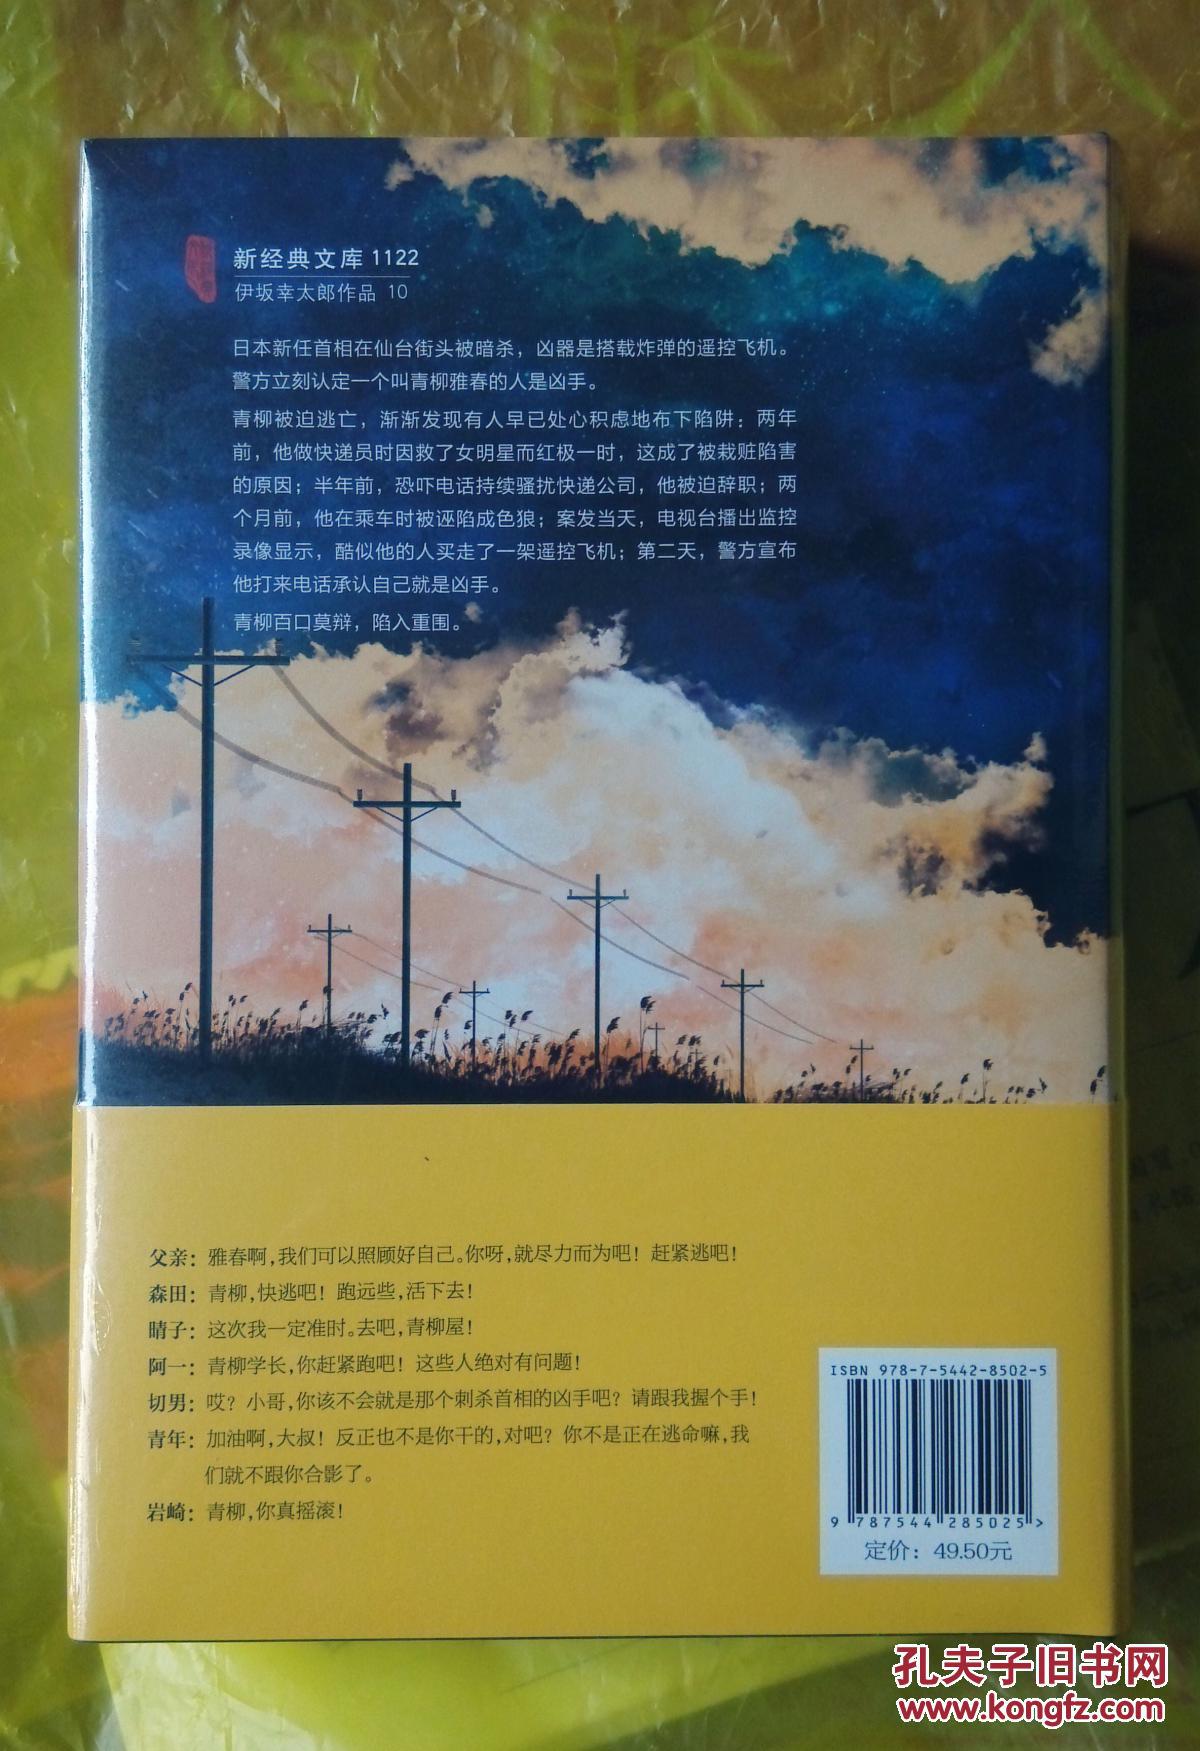 新经典文库 1122
伊坂幸太郎作品 10
日本新任首相在仙台街头被暗杀，凶器是搭载炸弹的遥控飞机。
警方立刻认定一个叫青柳雅春的人是凶手。
青柳被迫逃亡，渐渐发现有人早已处心积虑地布下陷阱：两年
前，他做快递员时因救了女明星而红极一时，这成了被栽赃陷害
的原因；半年前，恐吓电话持续骚扰快递公司，他被迫辞职；两
个月前，他在乘车时被诬陷成色狼；案发当天，电视台播出监控
录像显示，酷似他的人买走了一架遥控飞机；第二天，警方宣布
他打来电话承认自己就是凶手。
青柳百口莫辩，陷入重围。
父亲：雅春啊，我们可以照顾好自己。你呀，就尽力而为吧！赶紧逃吧！
森田：青柳，快逃吧！跑远些，活下去！
晴子：这次我一定准时。去吧，青柳屋！
阿一：青柳学长，你赶紧跑吧！这些人绝对有问题！
切男：哎？小哥，你该不会就是那个刺杀首相的凶手吧？请跟我握个手！
青年：加油啊，大叔！反正也不是你干的，对吧？你不是正在逃命嘛，我
们就不跟你合影了。
岩崎：青柳，你真摇滚！
ISBN 978-7-5442-8502-5
9 787544 285025 >
定价：49.50元
孔夫子旧书网
www.kongfz.com